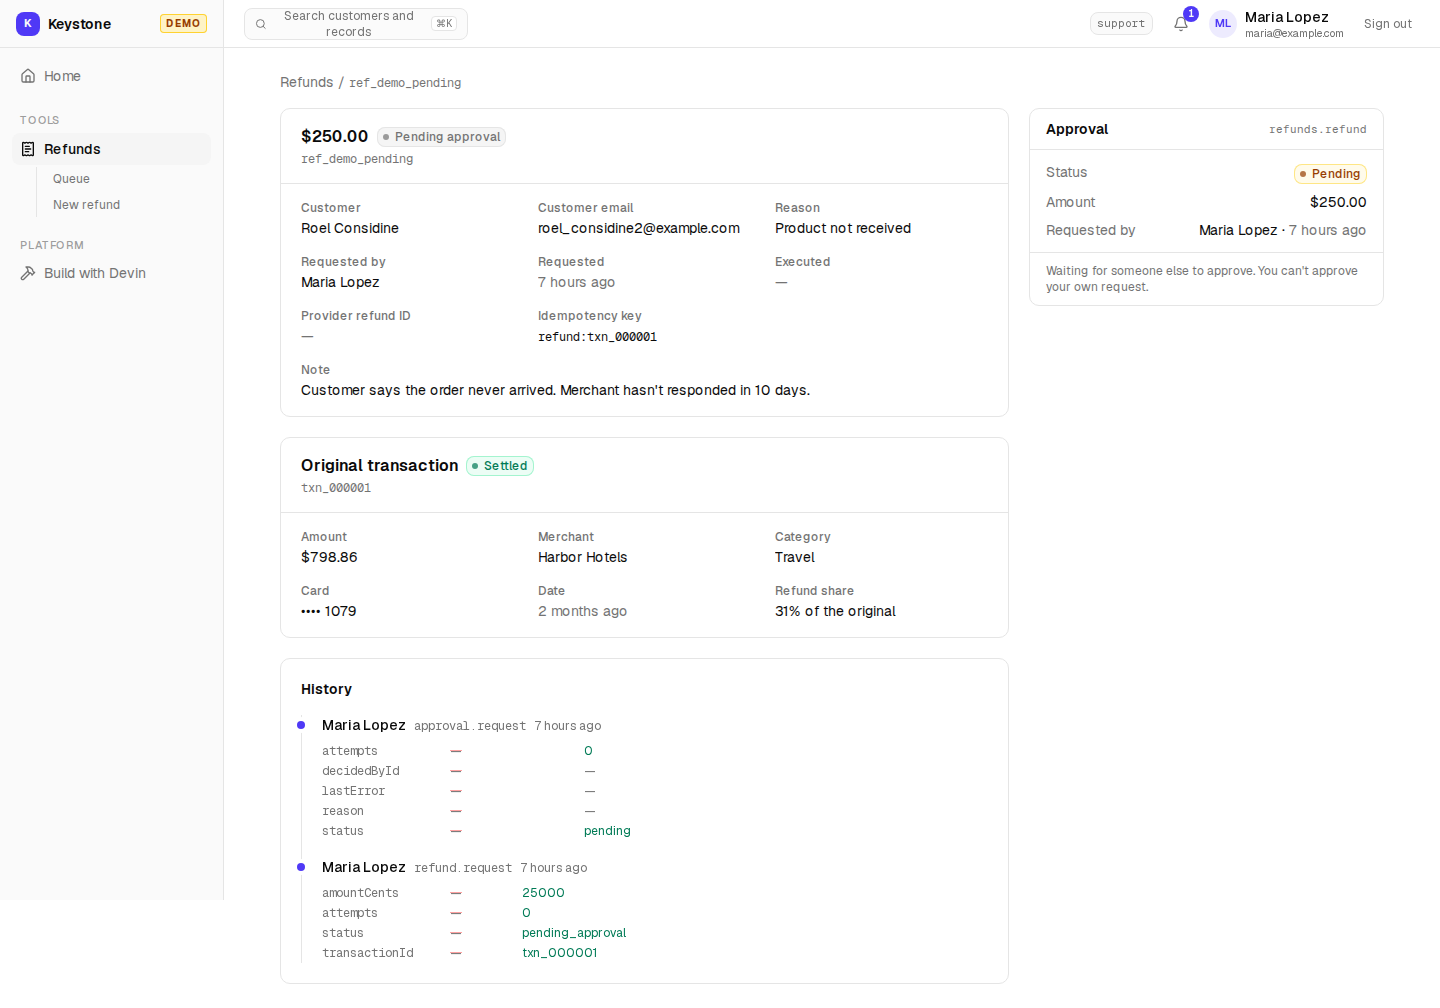 K Keystone DEMO
Search customers and records ⌘K
support
1
ML Maria Lopez
maria@example.com
Sign out
Home
TOOLS
Refunds
Queue
New refund
PLATFORM
Build with Devin
Refunds / ref_demo_pending
$250.00 Pending approval
ref_demo_pending
Customer Customer email Reason
Roel Considine roel_considine2@example.com Product not received
Requested by Requested Executed
Maria Lopez 7 hours ago —
Provider refund ID Idempotency key
— refund:txn_000001
Note
Customer says the order never arrived. Merchant hasn't responded in 10 days.
Original transaction Settled
txn_000001
Amount Merchant Category
$798.86 Harbor Hotels Travel
Card Date Refund share
•••• 1079 2 months ago 31% of the original
History
Maria Lopez approval.request 7 hours ago
attempts — 0
decidedById — —
lastError — —
reason — —
status — pending
Maria Lopez refund.request 7 hours ago
amountCents — 25000
attempts — 0
status — pending_approval
transactionId — txn_000001
Approval refunds.refund
Status Pending
Amount $250.00
Requested by Maria Lopez · 7 hours ago
Waiting for someone else to approve. You can't approve
your own request.